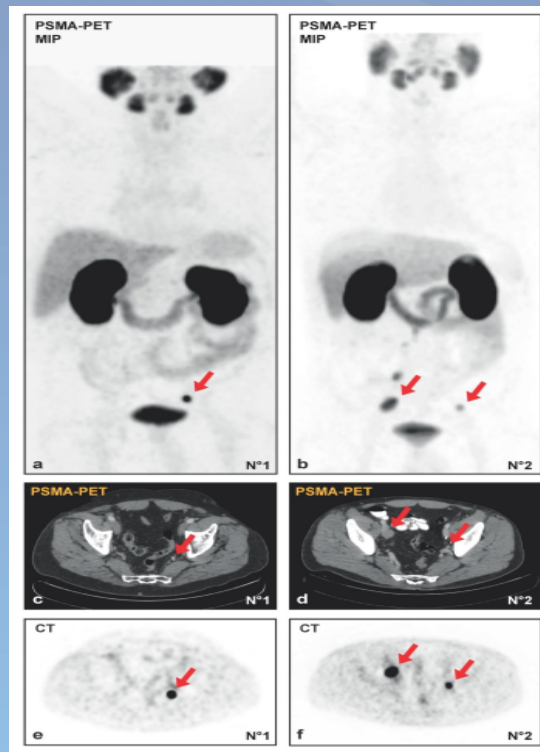 PSMA-PET
MIP
a
N°1
PSMA-PET
MIP
b
N°2
PSMA-PET
c
N°1
PSMA-PET
d
N°2
CT
e
N°1
CT
f
N°2